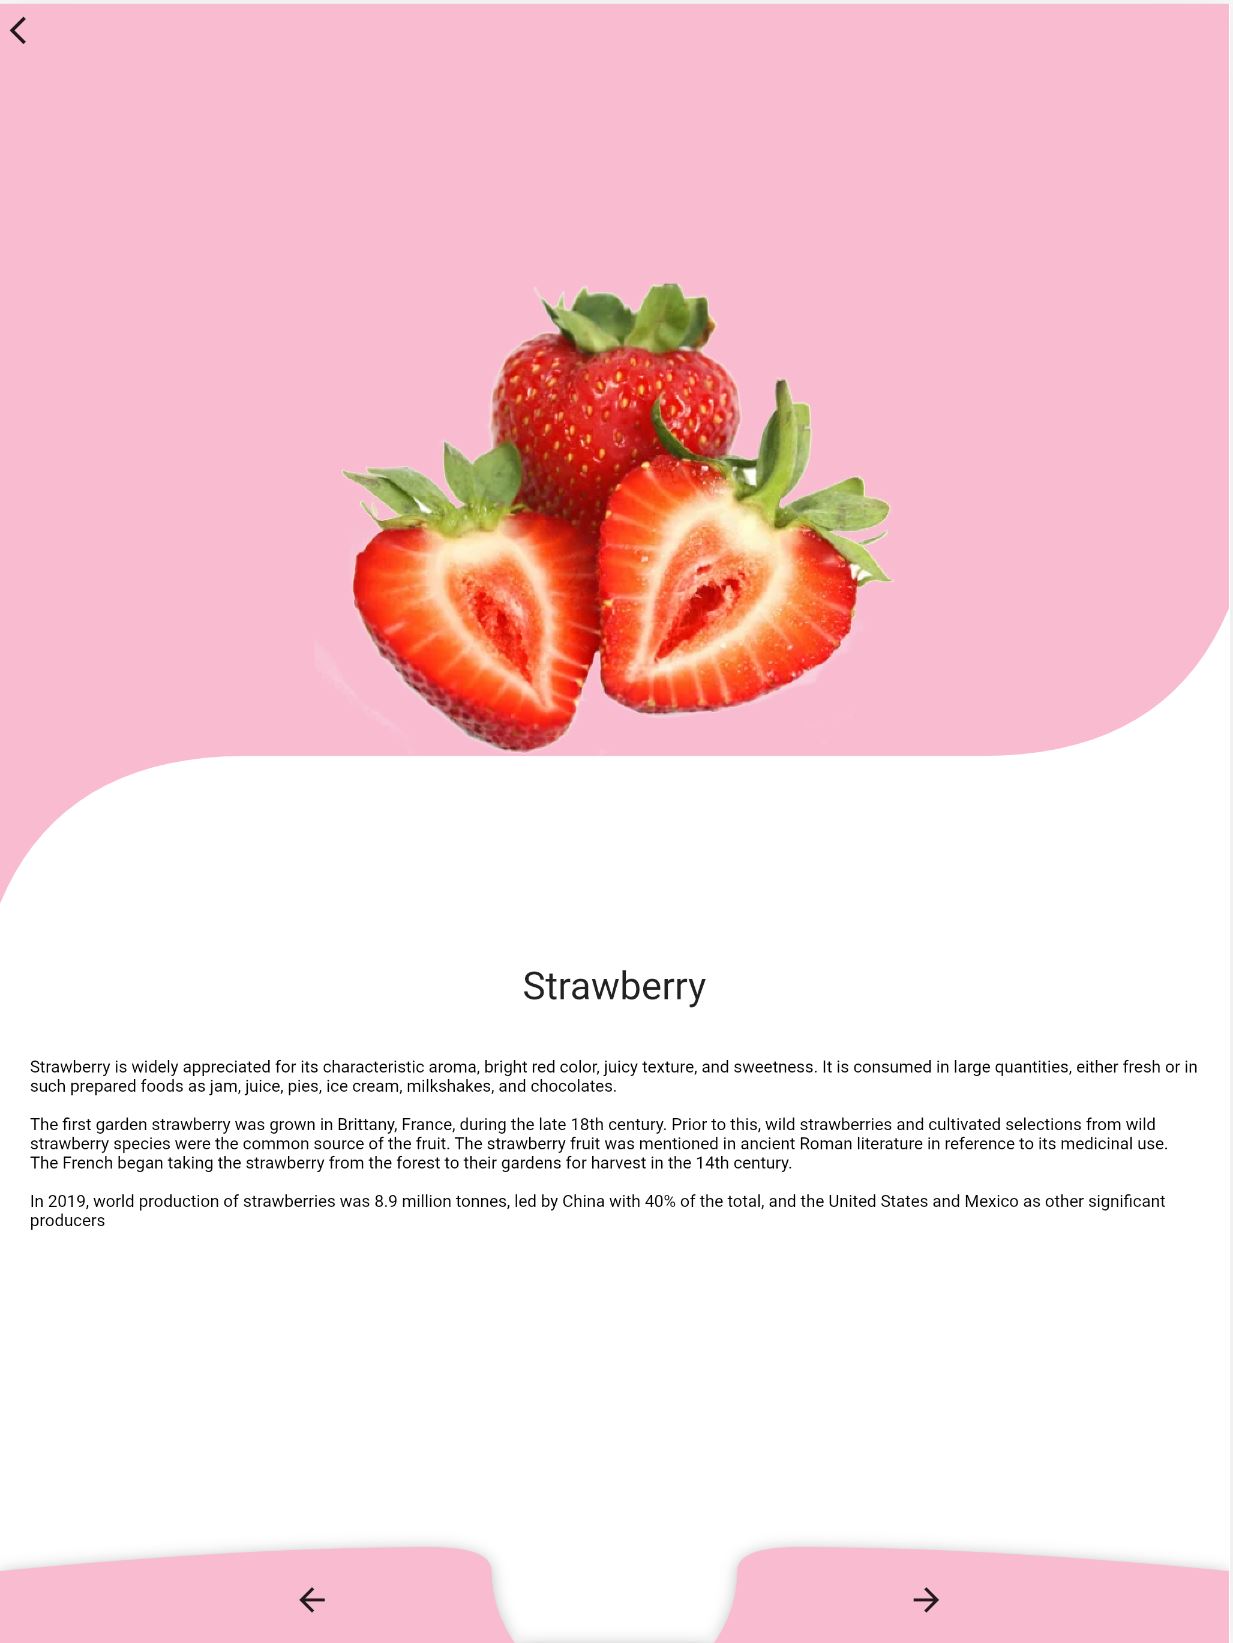 Strawberry
Strawberry is widely appreciated for its characteristic aroma, bright red color, juicy texture, and sweetness. It is consumed in large quantities, either fresh or in
such prepared foods as jam, juice, pies, ice cream, milkshakes, and chocolates.
The first garden strawberry was grown in Brittany, France, during the late 18th century. Prior to this, wild strawberries and cultivated selections from wild
strawberry species were the common source of the fruit. The strawberry fruit was mentioned in ancient Roman literature in reference to its medicinal use.
The French began taking the strawberry from the forest to their gardens for harvest in the 14th century.
In 2019, world production of strawberries was 8.9 million tonnes, led by China with 40% of the total, and the United States and Mexico as other significant
producers